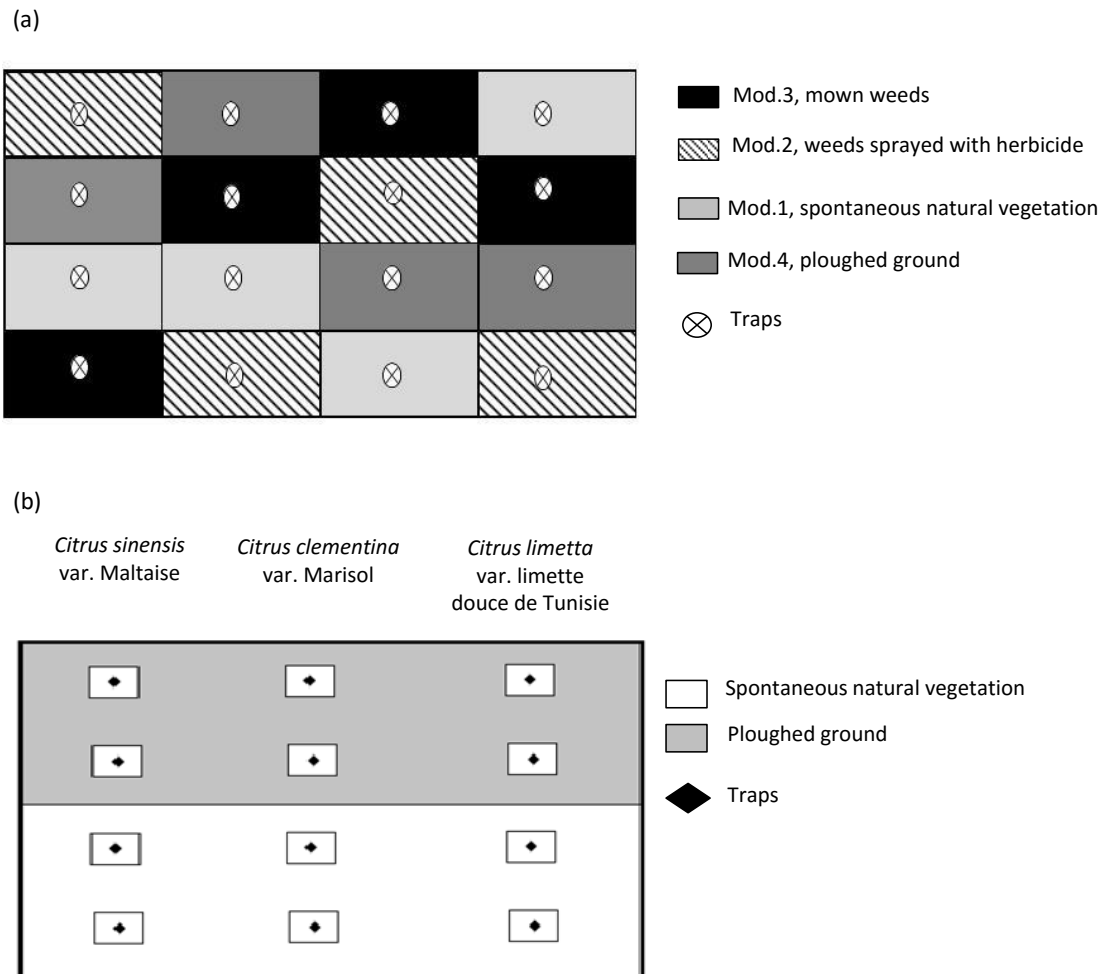 (a)
Mod.3, mown weeds
Mod.2, weeds sprayed with herbicide
Mod.1, spontaneous natural vegetation
Mod.4, ploughed ground
Traps
(b)
Citrus sinensis
var. Maltaise
Citrus clementina
var. Marisol
Citrus limetta
var. limette
douce de Tunisie
Spontaneous natural vegetation
Ploughed ground
Traps